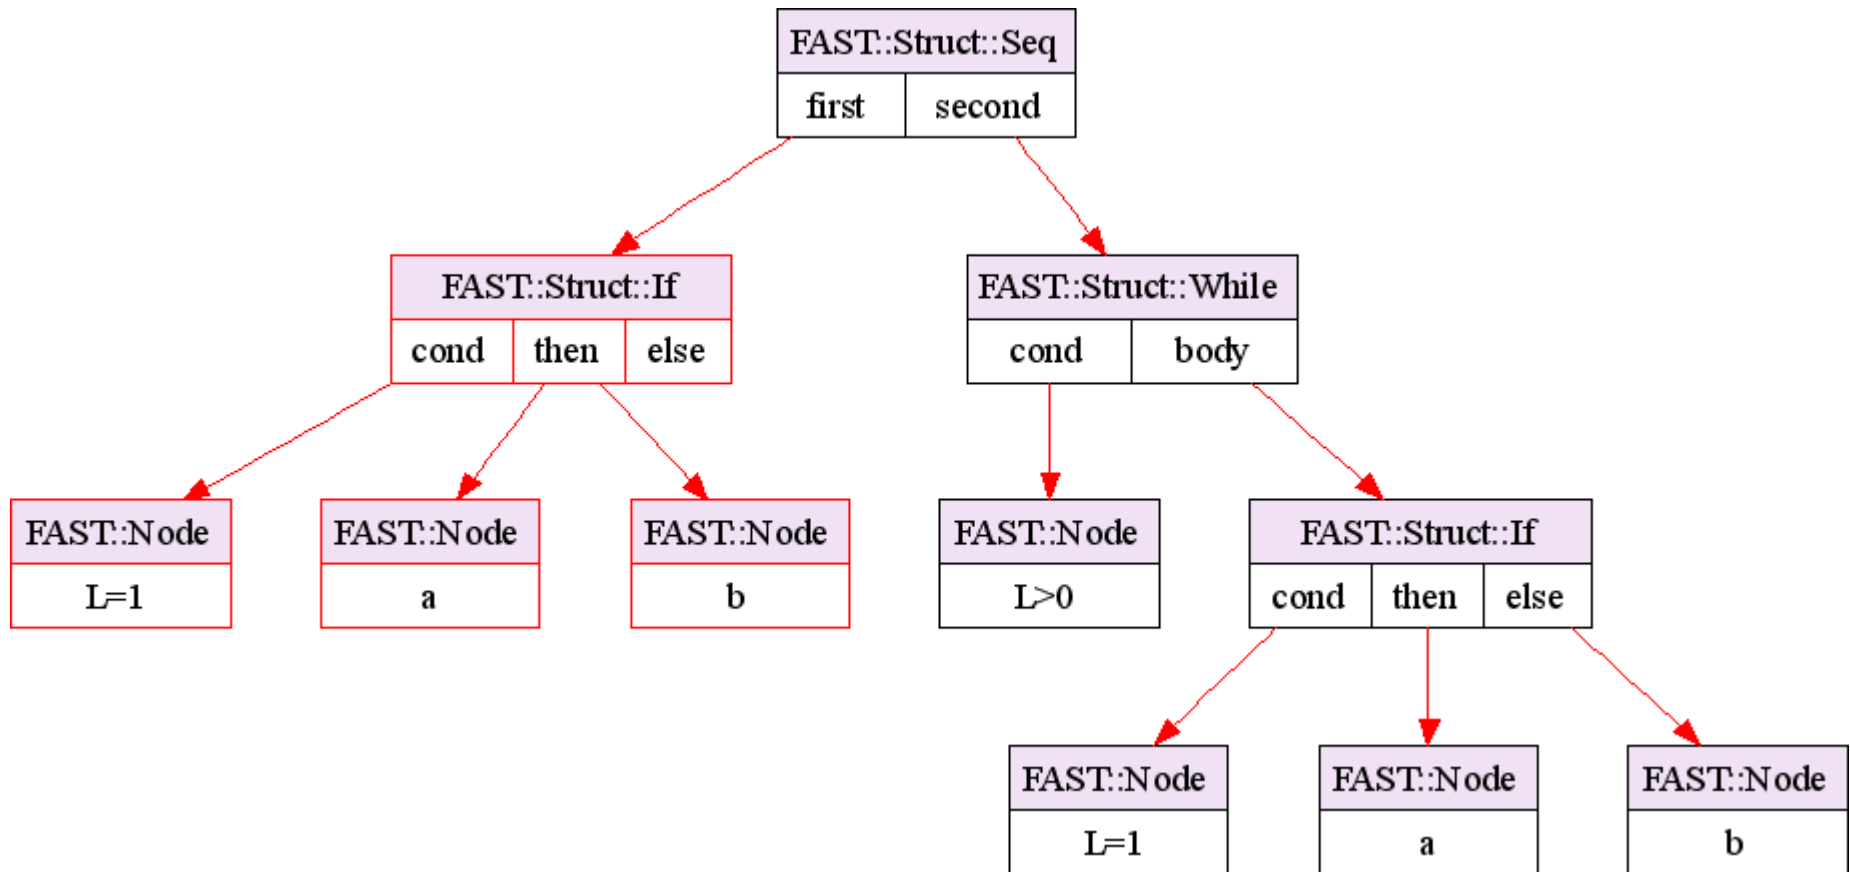 FAST::Struct::Seq
first second
FAST::Struct::If FAST::Struct::While
cond then else cond body
FAST::Node FAST::Node FAST::Node FAST::Node FAST::Struct::If
L=1 a b L>0 cond then else
FAST::Node FAST::Node FAST::Node
L=1 a b